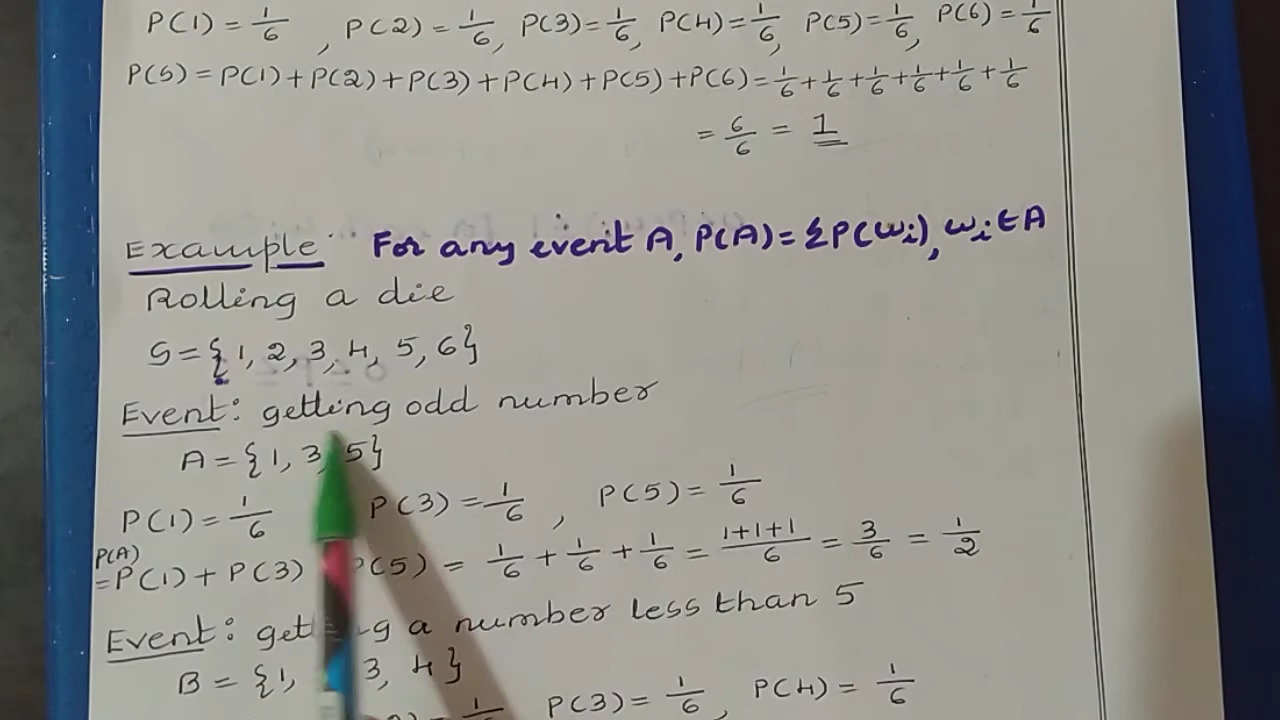 P(1) = 1/6 , P(2) = 1/6, P(3) = 1/6, P(4) = 1/6, P(5) = 1/6, P(6) = 1/6
P(S) = P(1) + P(2) + P(3) + P(4) + P(5) + P(6) = 1/6 + 1/6 + 1/6 + 1/6 + 1/6 + 1/6
= 6/6 = 1
Example: For any event A, P(A) = ΣP(ωi), ωi ∈ A
Rolling a die
S = {1, 2, 3, 4, 5, 6}
Event: getting odd number
A = {1, 3, 5}
P(1) = 1/6 P(3) = 1/6 , P(5) = 1/6
P(A)
= P(1) + P(3) P(5) = 1/6 + 1/6 + 1/6 = 1+1+1/6 = 3/6 = 1/2
Event: getting a number less than 5
B = {1, 3, 4}
1/6 P(3) = 1/6 , P(4) = 1/6